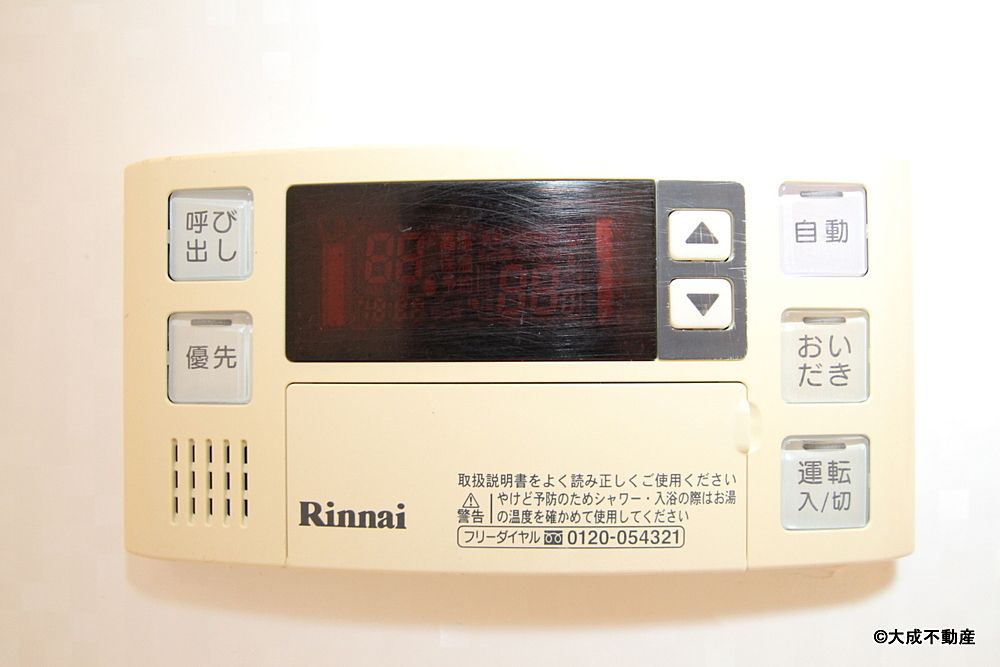 呼び
出し
優先
自動
おい
だき
運転
入/切
取扱説明書をよく読み正しくご使用ください
警告
やけど予防のためシャワー・入浴の際はお湯
の温度を確かめて使用してください
フリーダイヤル 0120-054321
Rinnai
©大成不動産